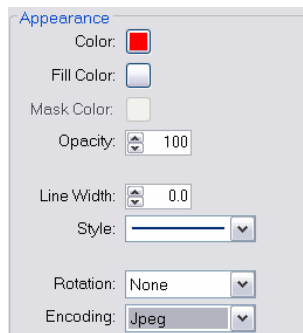 Appearance
Color:
Fill Color:
Mask Color:
Opacity: 100
Line Width: 0.0
Style:
Rotation: None
Encoding: Jpeg